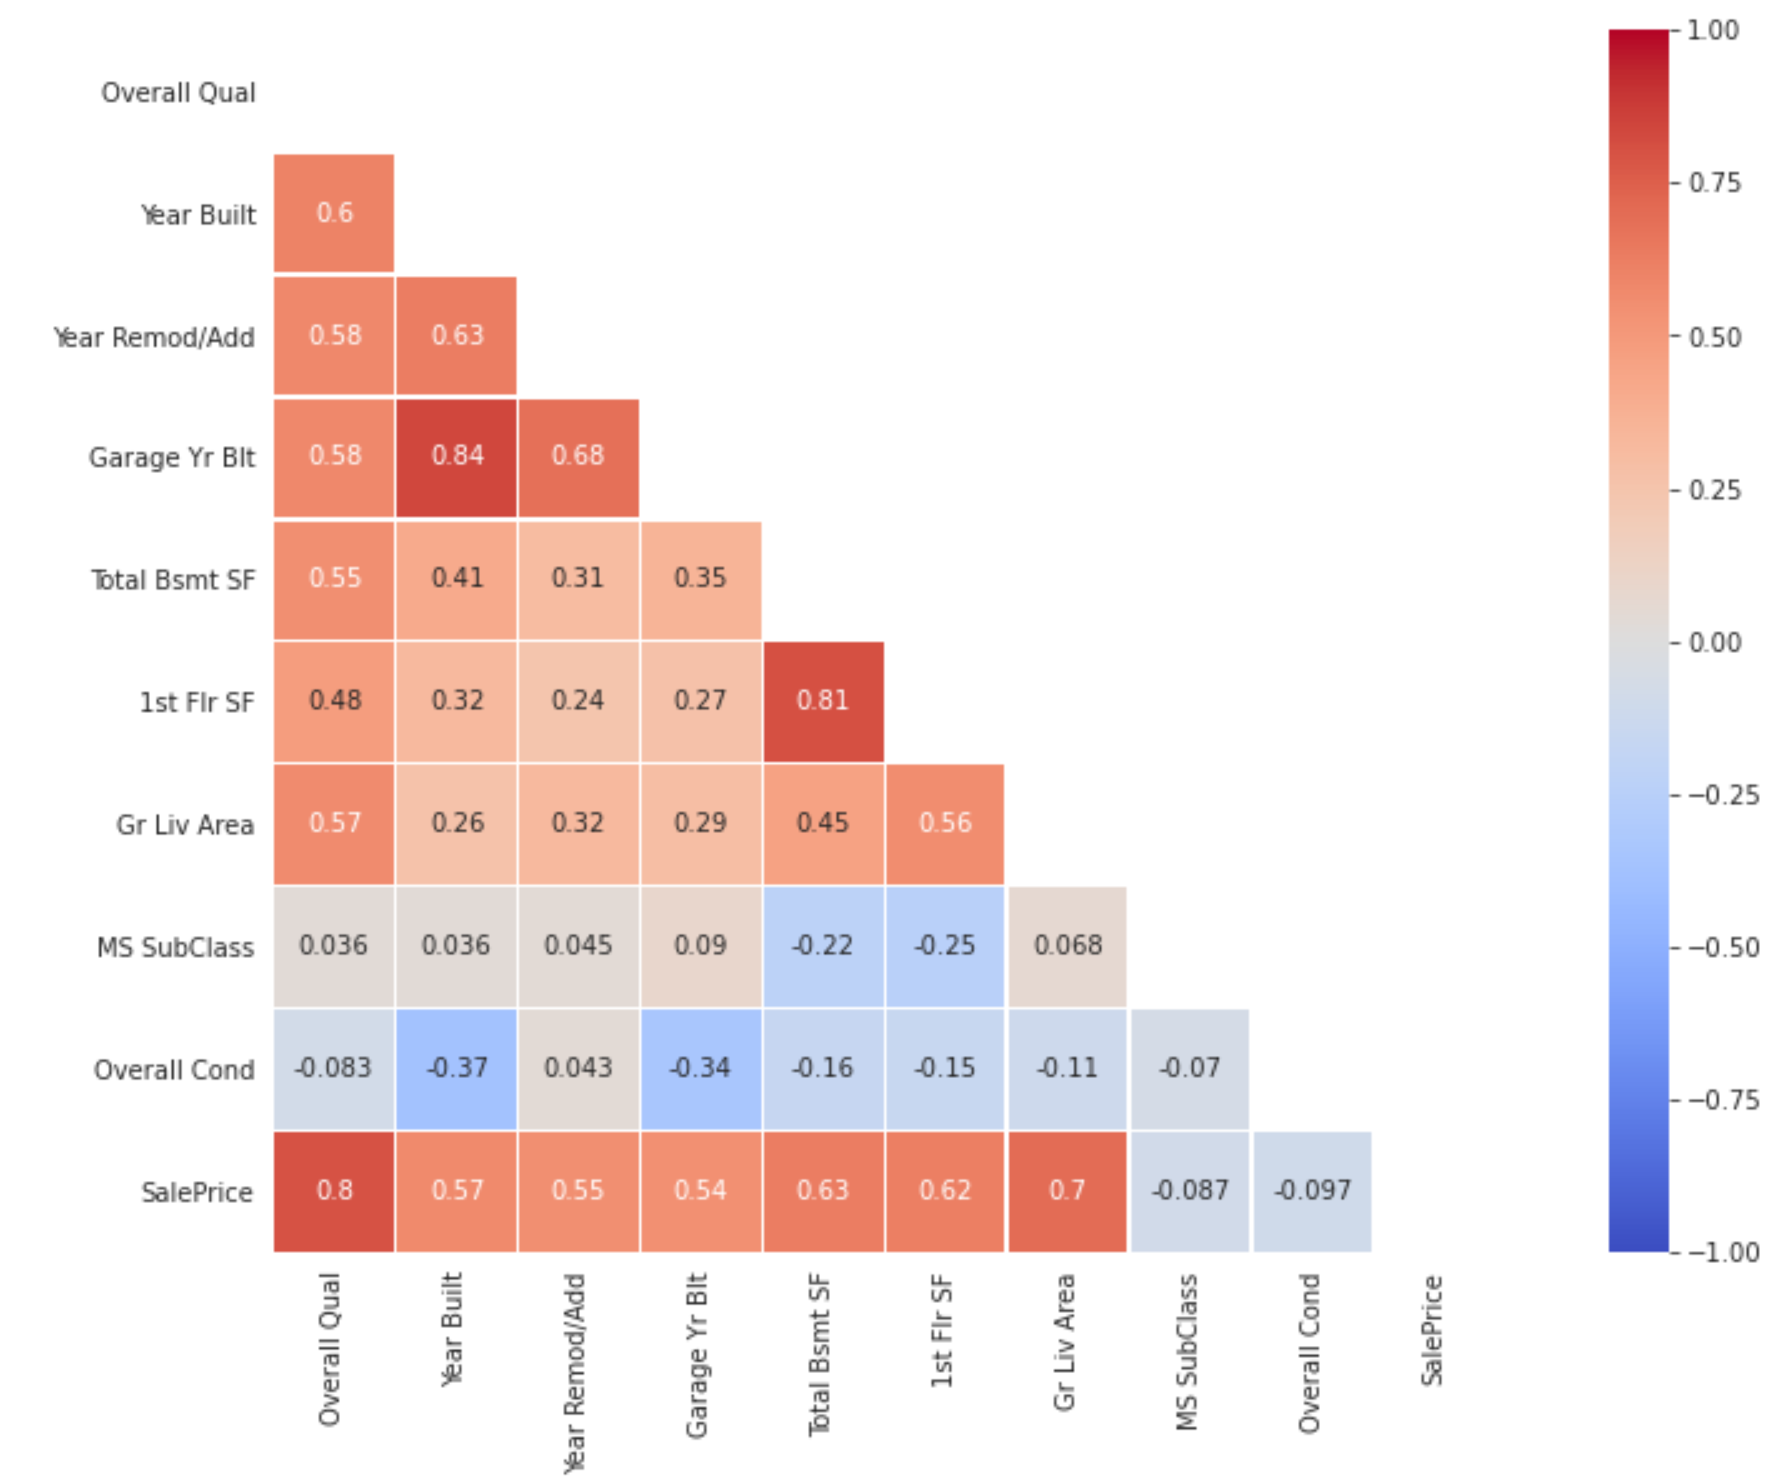 Overall Qual
Year Built 0.6
Year Remod/Add 0.58 0.63
Garage Yr Blt 0.58 0.84 0.68
Total Bsmt SF 0.55 0.41 0.31 0.35
1st Flr SF 0.48 0.32 0.24 0.27 0.81
Gr Liv Area 0.57 0.26 0.32 0.29 0.45 0.56
MS SubClass 0.036 0.036 0.045 0.09 -0.22 -0.25 0.068
Overall Cond -0.083 -0.37 0.043 -0.34 -0.16 -0.15 -0.11 -0.07
SalePrice 0.8 0.57 0.55 0.54 0.63 0.62 0.7 -0.087 -0.097
Overall Qual
Year Built
Year Remod/Add
Garage Yr Blt
Total Bsmt SF
1st Flr SF
Gr Liv Area
MS SubClass
Overall Cond
SalePrice
1.00
0.75
0.50
0.25
0.00
−0.25
−0.50
−0.75
−1.00